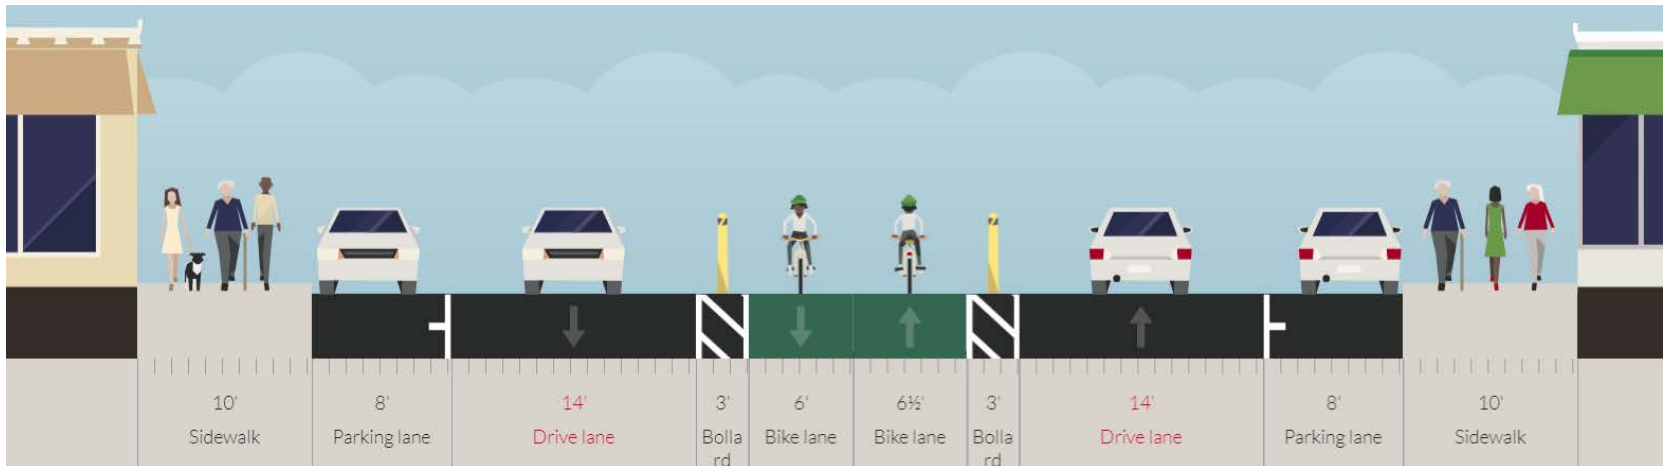 10' 8' 14' 3' 6' 6½' 3' 14' 8' 10'
Sidewalk Parking lane Drive lane Bolla Bike lane Bike lane Bolla Drive lane Parking lane Sidewalk
rd rd